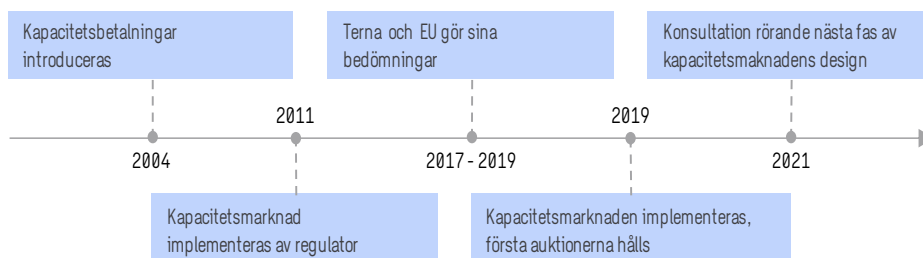 Kapacitetsbetalningar
introduceras
Terna och EU gör sina
bedömningar
Konsultation rörande nästa fas av
kapacitetsmaknadens design
2011
2019
2004
2017-2019
2021
Kapacitetsmarknad
implementeras av regulator
Kapacitetsmarknaden implementeras,
första auktionerna hålls